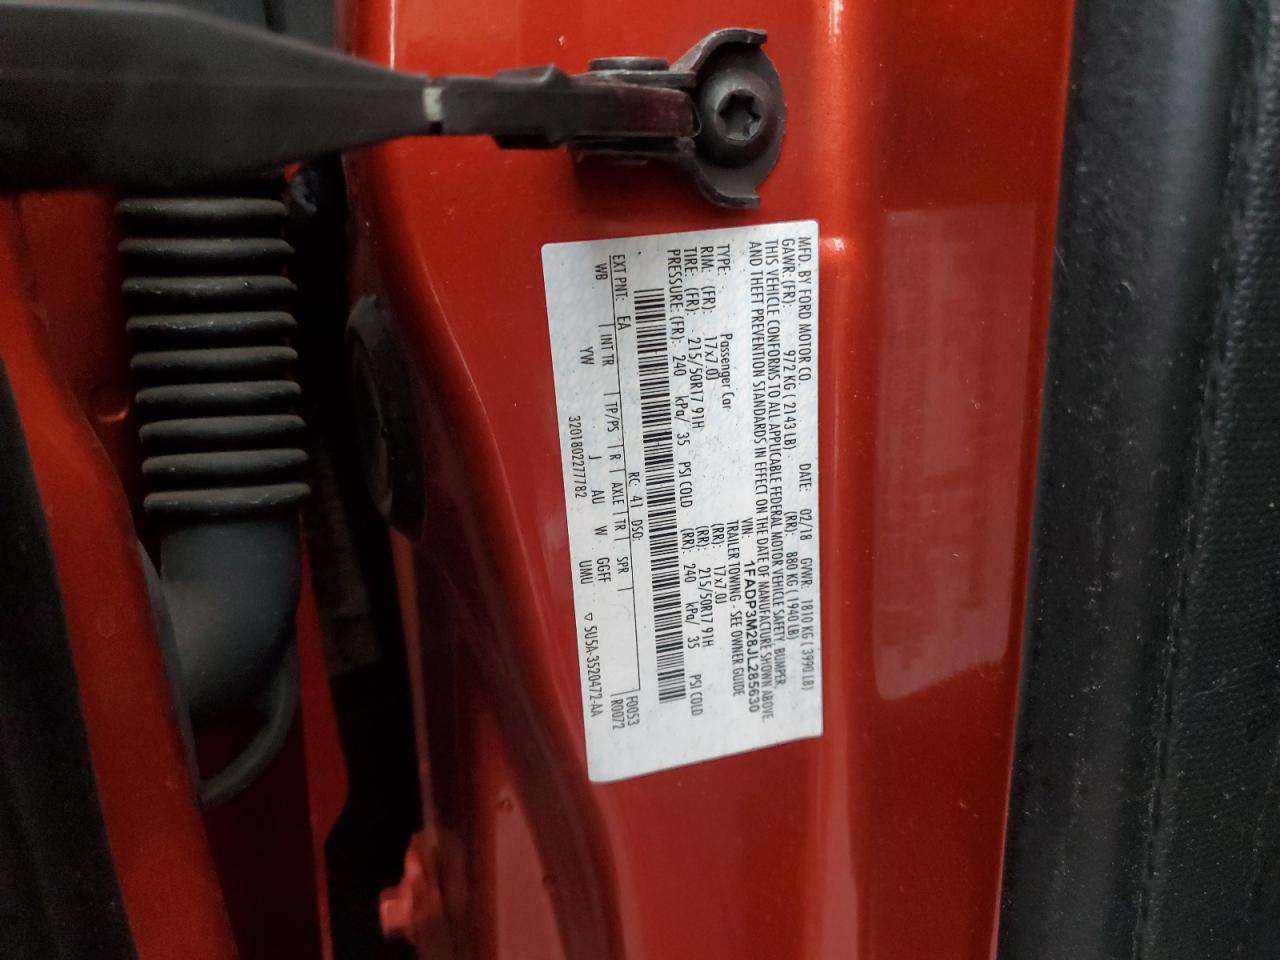 MFD. BY FORD MOTOR CO.
DATE: 02/18 GVWR: 1810 KG ( 3990 LB)
GAWR: (FR): 972 KG ( 2143 LB) (RR): 880 KG ( 1940 LB)
THIS VEHICLE CONFORMS TO ALL APPLICABLE FEDERAL MOTOR VEHICLE SAFETY, BUMPER,
AND THEFT PREVENTION STANDARDS IN EFFECT ON THE DATE OF MANUFACTURE SHOWN ABOVE.
VIN: 1FADP3M28JL285630
TYPE: Passenger Car TRAILER TOWING - SEE OWNER GUIDE
RIM: (FR): 17x7.0J (RR): 17x7.0J
TIRE: (FR): 215/50R17 91H (RR): 215/50R17 91H
PRESSURE: (FR): 240 kPa/ 35 PSI COLD (RR): 240 kPa/ 35 PSI COLD
F0053
RC: 41 DSO: R0072
EXT PNT: EA INT TR TP/PS R AXLE TR SPR
WB YW J AU W GGFF UMU
3201802277782 ▽ 5U5A-3520472-AA